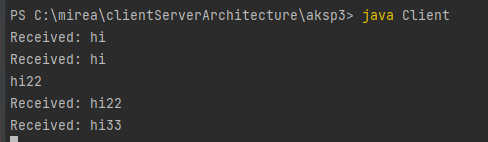 PS C:\mirea\clientServerArchitecture\aksp3> java Client
Received: hi
Received: hi
hi22
Received: hi22
Received: hi33